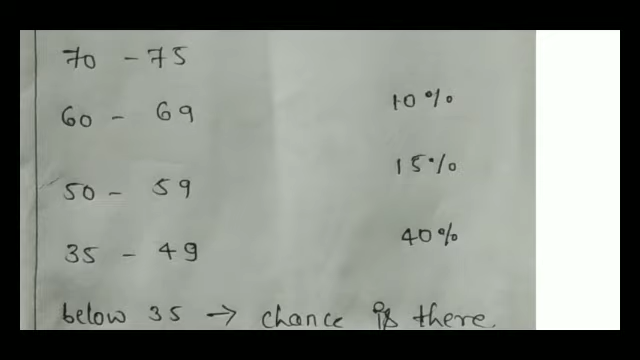 70 - 75
60 - 69 10%
50 - 59 15%
35 - 49 40%
below 35 → chance is there.